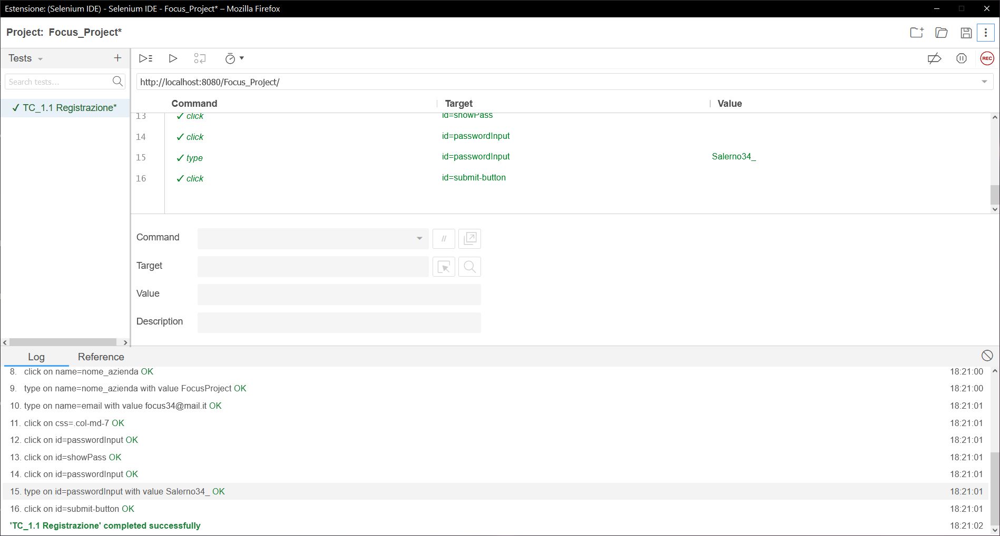 Estensione: (Selenium IDE) - Selenium IDE - Focus_Project* – Mozilla Firefox
Project: Focus_Project*
Tests
REC
Search tests...
http://localhost:8080/Focus_Project/
✓ TC_1.1 Registrazione*
Command Target Value
13 ✓ click id=showPass
14 ✓ click id=passwordInput
15 ✓ type id=passwordInput Salerno34_
16 ✓ click id=submit-button
Command //
Target
Value
Description
Log Reference
8. click on name=nome_azienda OK 18:21:00
9. type on name=nome_azienda with value FocusProject OK 18:21:00
10. type on name=email with value focus34@mail.it OK 18:21:01
11. click on css=.col-md-7 OK 18:21:01
12. click on id=passwordInput OK 18:21:01
13. click on id=showPass OK 18:21:01
14. click on id=passwordInput OK 18:21:01
15. type on id=passwordInput with value Salerno34_ OK 18:21:01
16. click on id=submit-button OK 18:21:01
'TC_1.1 Registrazione' completed successfully 18:21:02